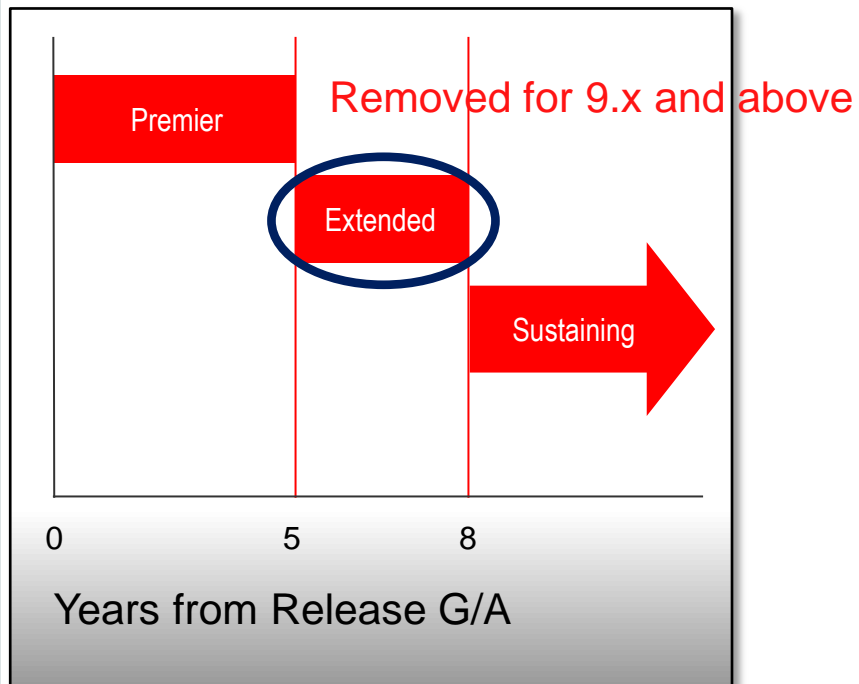 Removed for 9.x and above
Premier
Extended
Sustaining
0 5 8
Years from Release G/A